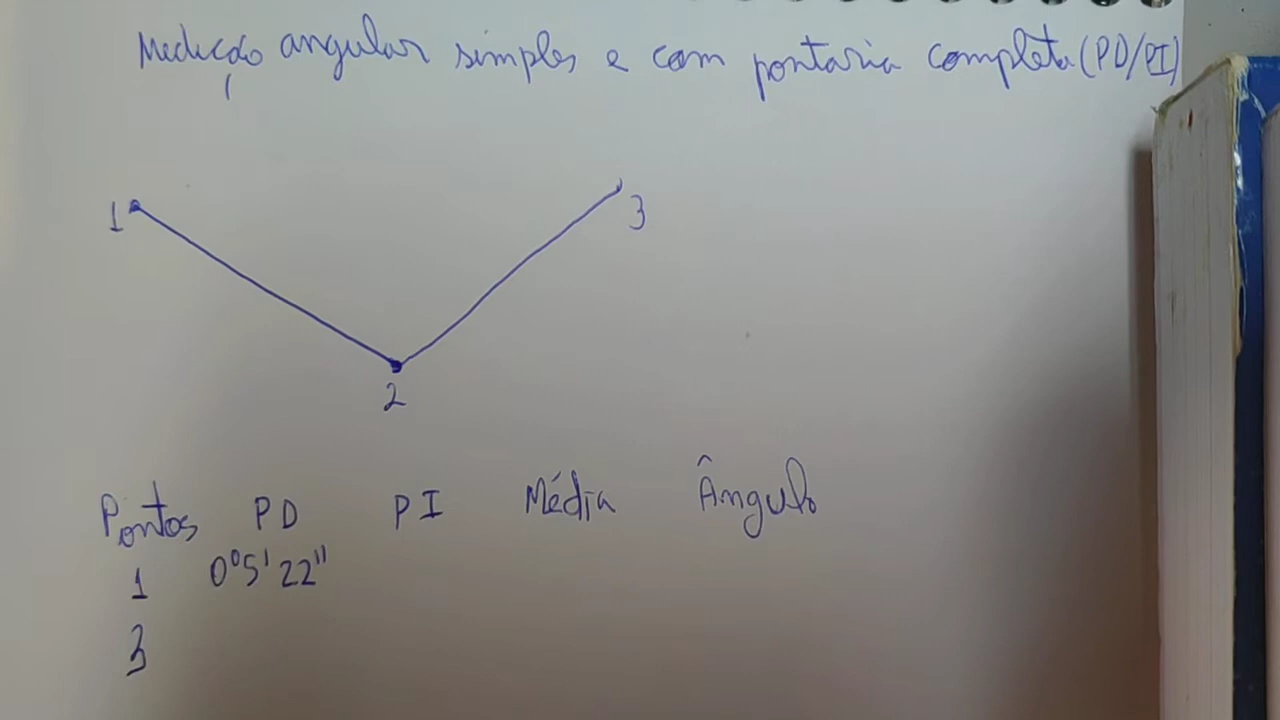 Medição angular simples e com pontaria completa (PD/PI)
1
3
2
Pontos PD PI Média Ângulo
1 0°5'22"
3